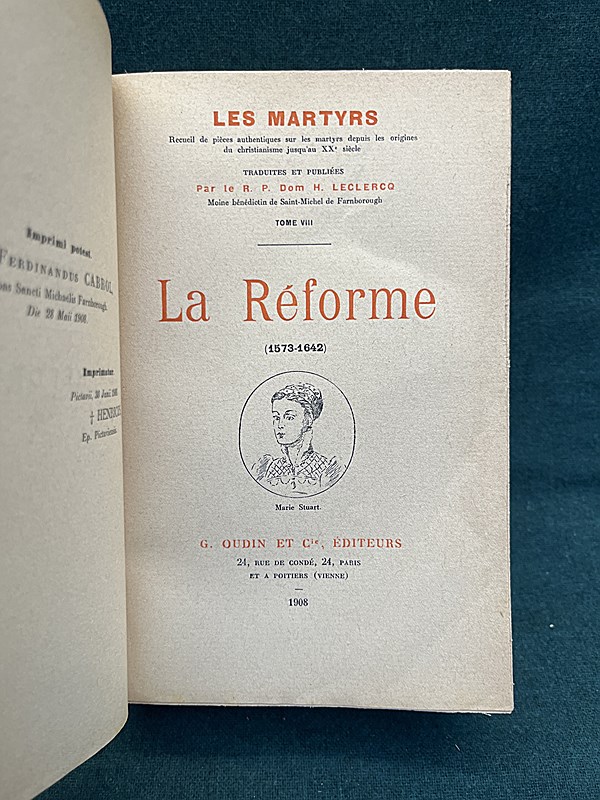 Imprimi potest.
FERDINANDUS CABROL,
Sancti Michaelis Farnborough.
Die 28 Maii 1908.
Imprimatur
Pictavii, 30 Junii
† HENRICUS
Ep. Pictaviensis.
LES MARTYRS
Recueil de pièces authentiques sur les martyrs depuis les origines
du christianisme jusqu'au XXe siècle
TRADUITES ET PUBLIÉES
Par le R. P. Dom H. LECLERCQ
Moine bénédictin de Saint-Michel de Farnborough
TOME VIII
La Réforme
(1573-1642)
Marie Stuart.
G. OUDIN ET Cie, ÉDITEURS
24, RUE DE CONDÉ, 24, PARIS
ET A POITIERS (VIENNE)
1908